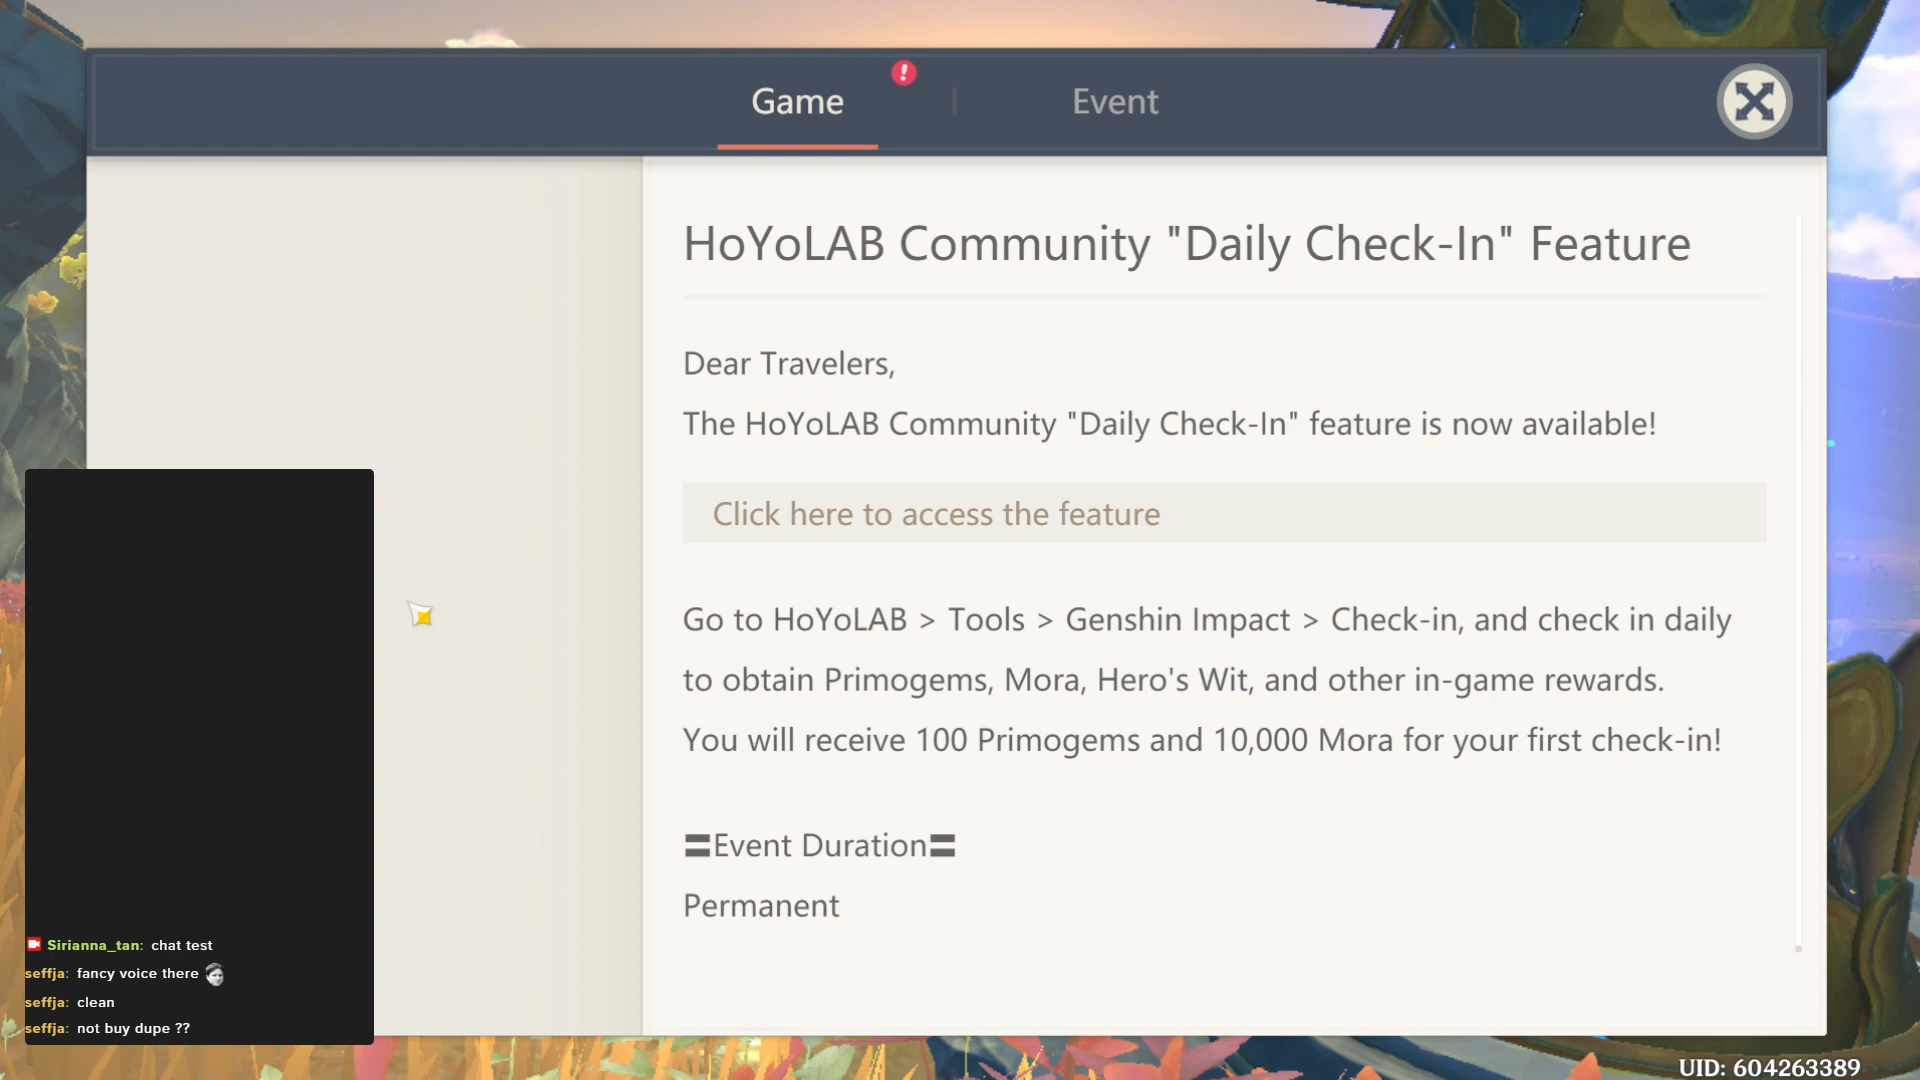 Game
Event
HoYoLAB Community "Daily Check-In" Feature
Dear Travelers,
The HoYoLAB Community "Daily Check-In" feature is now available!
Click here to access the feature
Go to HoYoLAB > Tools > Genshin Impact > Check-in, and check in daily
to obtain Primogems, Mora, Hero's Wit, and other in-game rewards.
You will receive 100 Primogems and 10,000 Mora for your first check-in!
〓Event Duration〓
Permanent
Sirianna_tan: chat test
seffja: fancy voice there
seffja: clean
seffja: not buy dupe ??
UID: 604263389